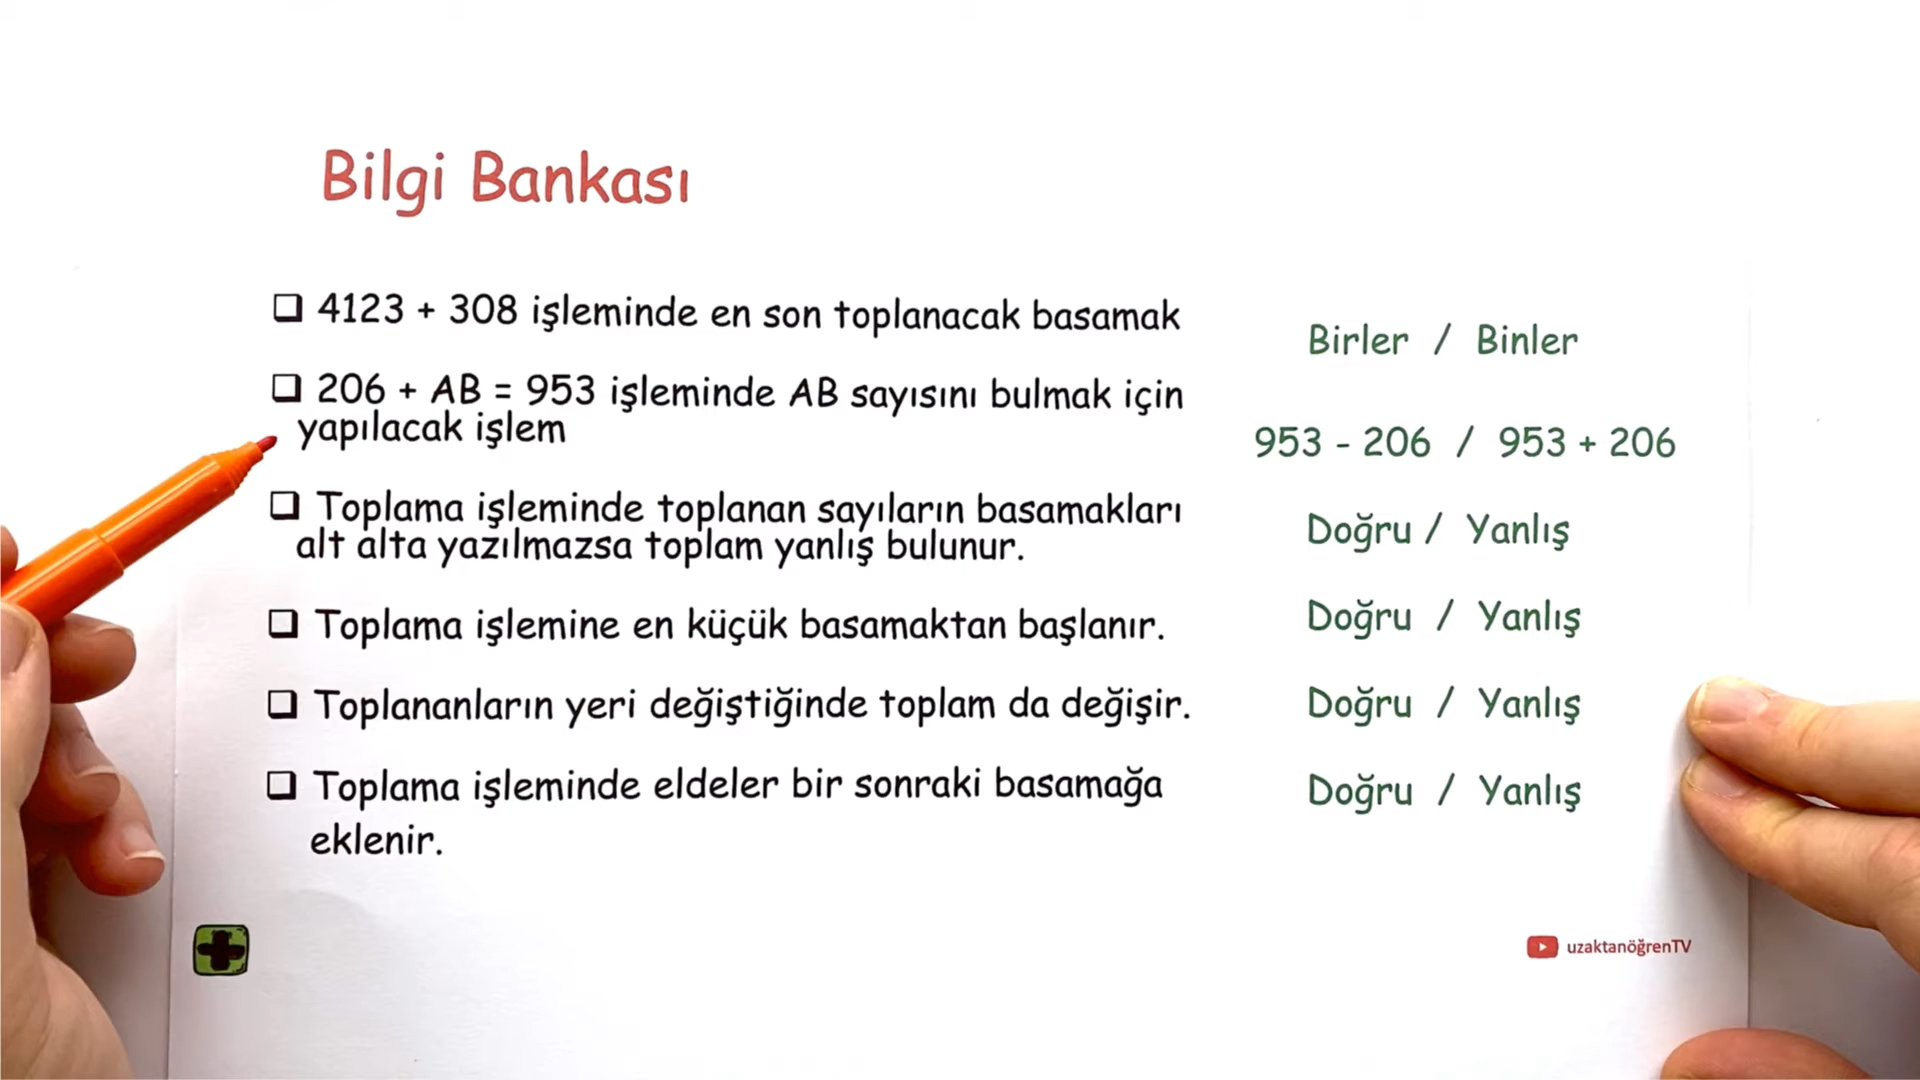 Bilgi Bankası
4123 + 308 işleminde en son toplanacak basamak
Birler / Binler
206 + AB = 953 işleminde AB sayısını bulmak için
yapılacak işlem
953 - 206 / 953 + 206
Toplama işleminde toplanan sayıların basamakları
alt alta yazılmazsa toplam yanlış bulunur.
Doğru / Yanlış
Toplama işlemine en küçük basamaktan başlanır.
Doğru / Yanlış
Toplananların yeri değiştiğinde toplam da değişir.
Doğru / Yanlış
Toplama işleminde eldeler bir sonraki basamağa
eklenir.
Doğru / Yanlış
uzaktanöğrenTV